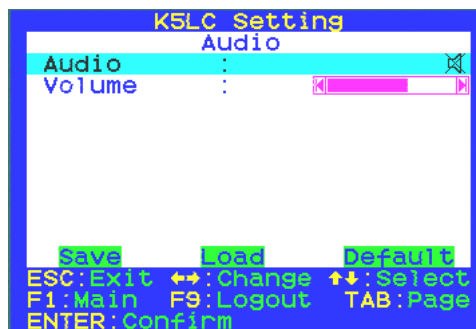 K5LC Setting
Audio
Audio :
Volume :
Save Load Default
ESC:Exit ↔:Change ↑↓:Select
F1:Main F9:Logout TAB:Page
ENTER:Confirm